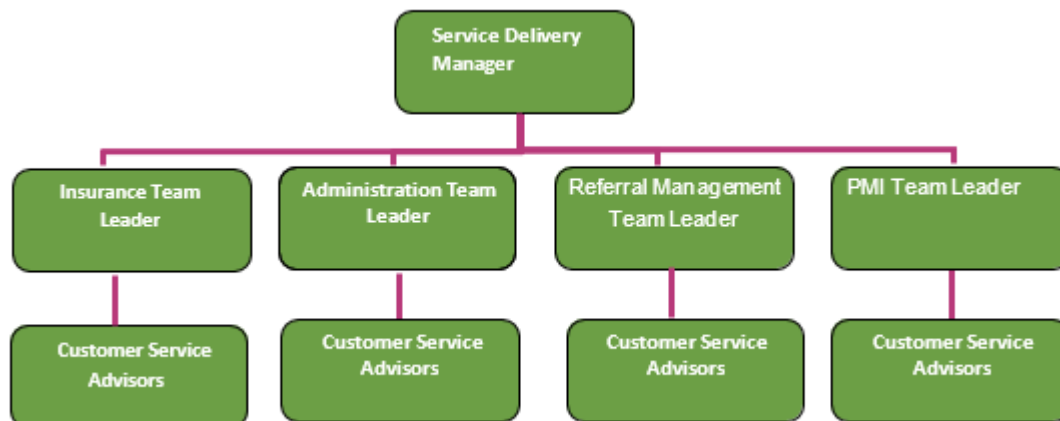 Service Delivery
Manager
Insurance Team
Leader
Administration Team
Leader
Referral Management
Team Leader
PMI Team Leader
Customer Service
Advisors
Customer Service
Advisors
Customer Service
Advisors
Customer Service
Advisors